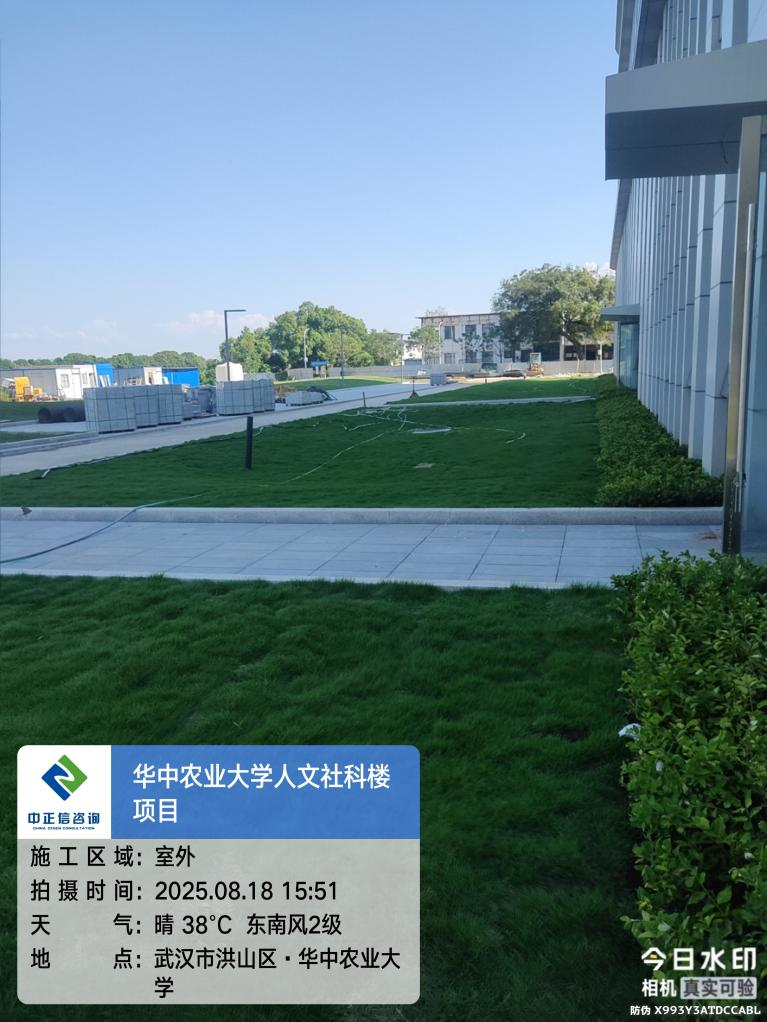 华中农业大学人文社科楼
项目
中正信咨询
CHINA ZISEN CONSULTATION
施工区域：室外
拍摄时间：2025.08.18 15:51
天气：晴 38℃ 东南风2级
地点：武汉市洪山区·华中农业大
学
今日水印
相机 真实可验
防伪 X993Y3ATDCCABL